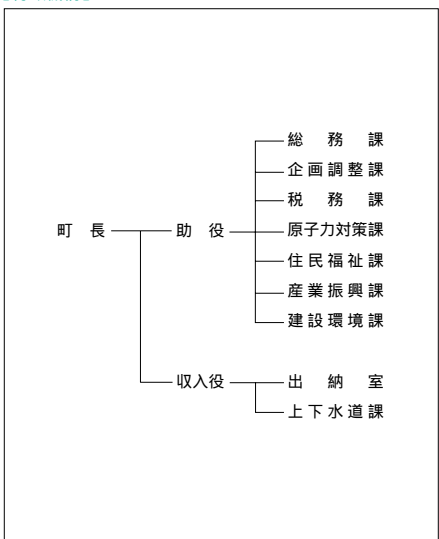 総務課
企画調整課
税務課
町長
助役
原子力対策課
住民福祉課
産業振興課
建設環境課
収入役
出納室
上下水道課